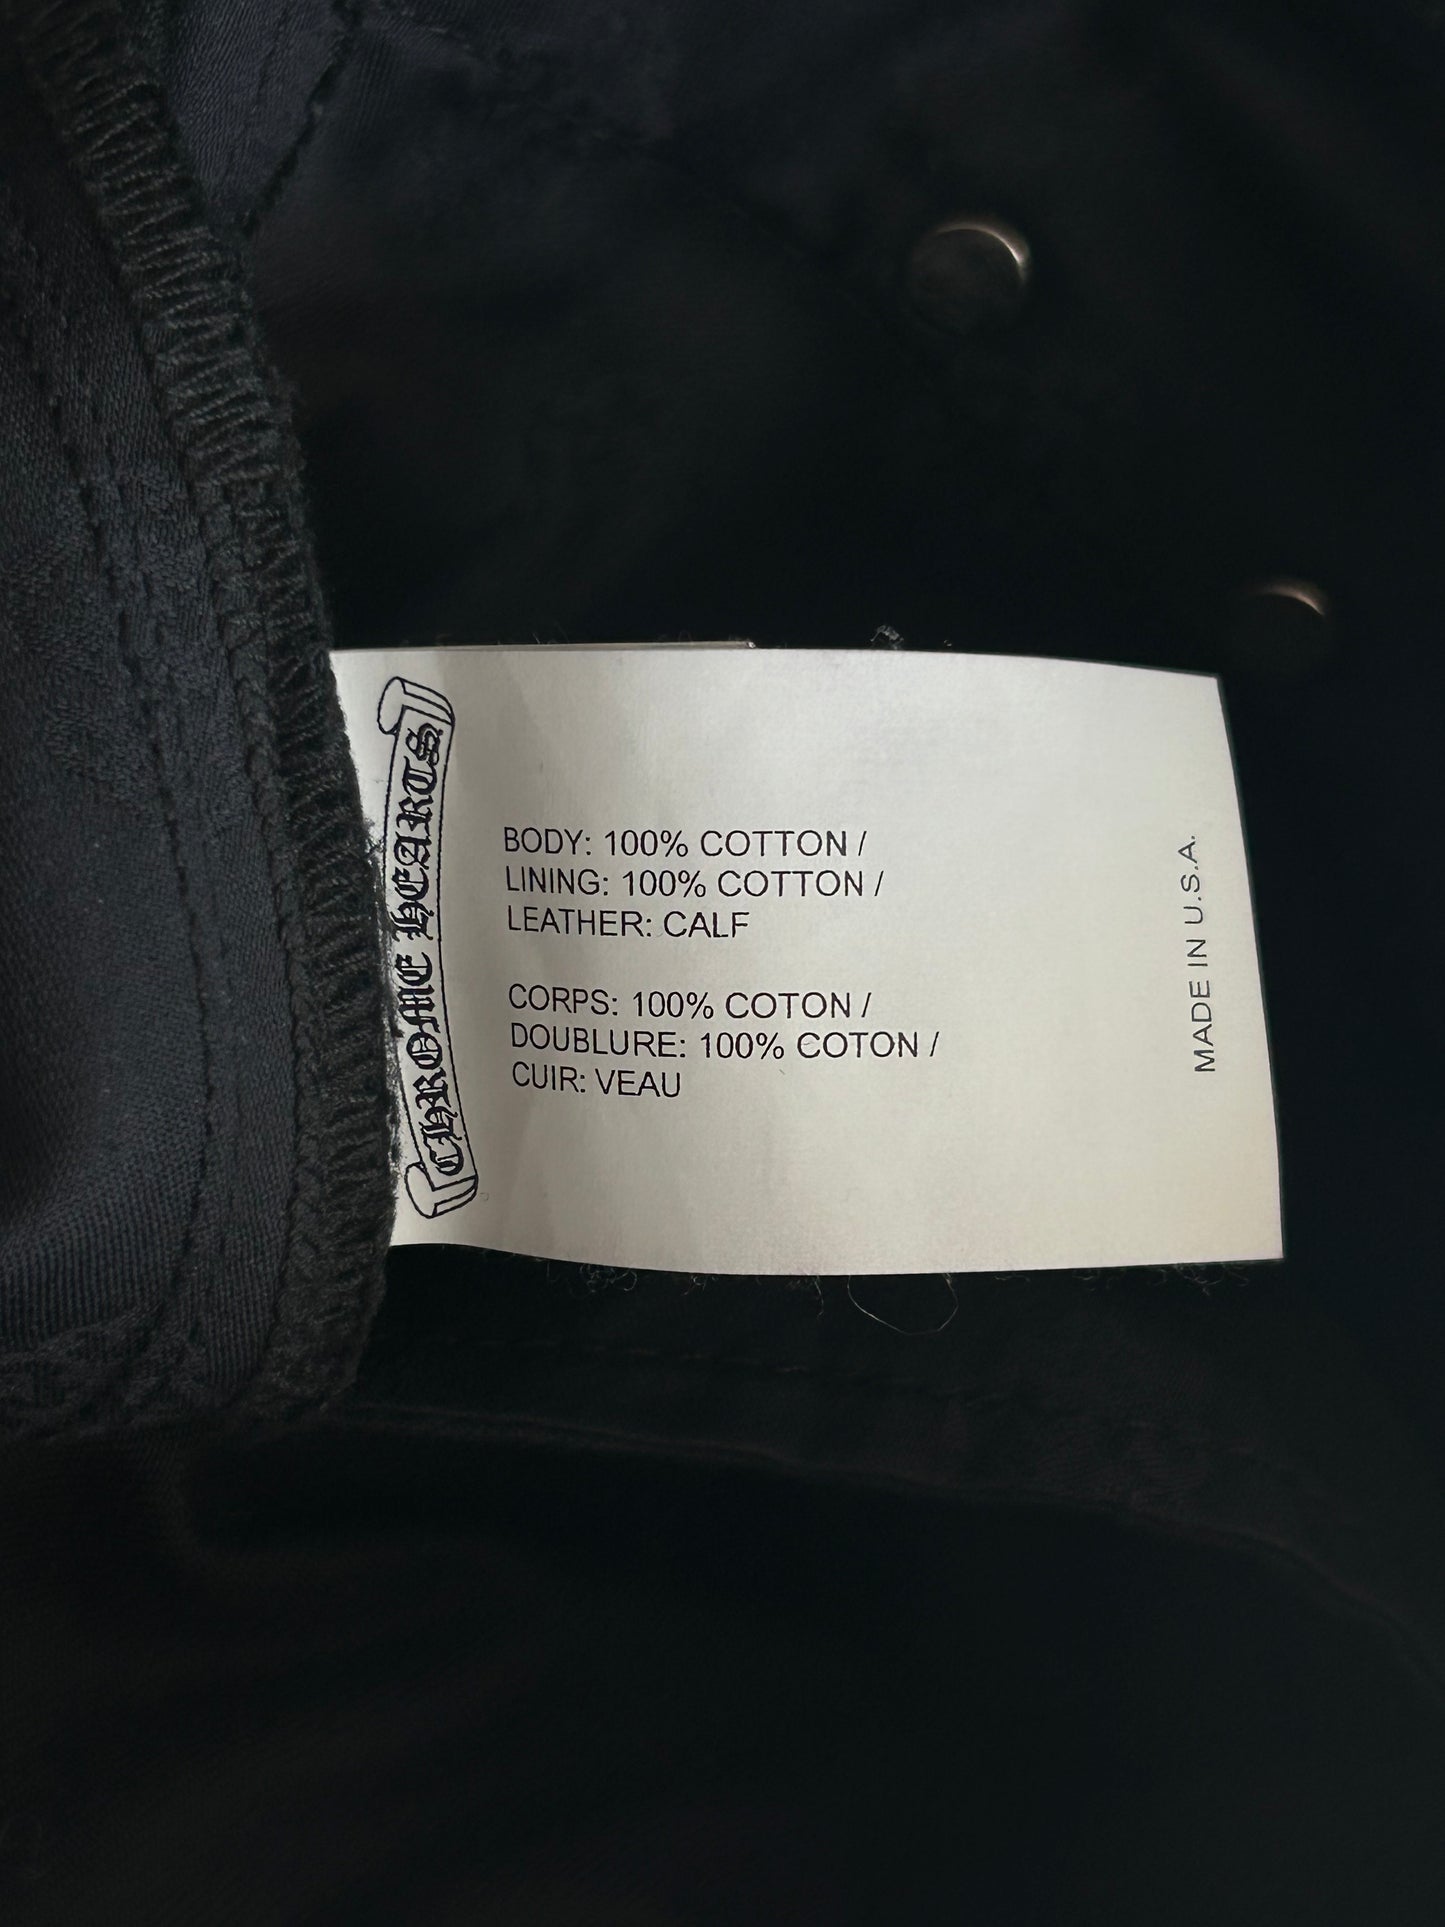 CHROME HEARTS
BODY: 100% COTTON /
LINING: 100% COTTON /
LEATHER: CALF
CORPS: 100% COTON /
DOUBLURE: 100% COTON /
CUIR: VEAU
MADE IN U.S.A.